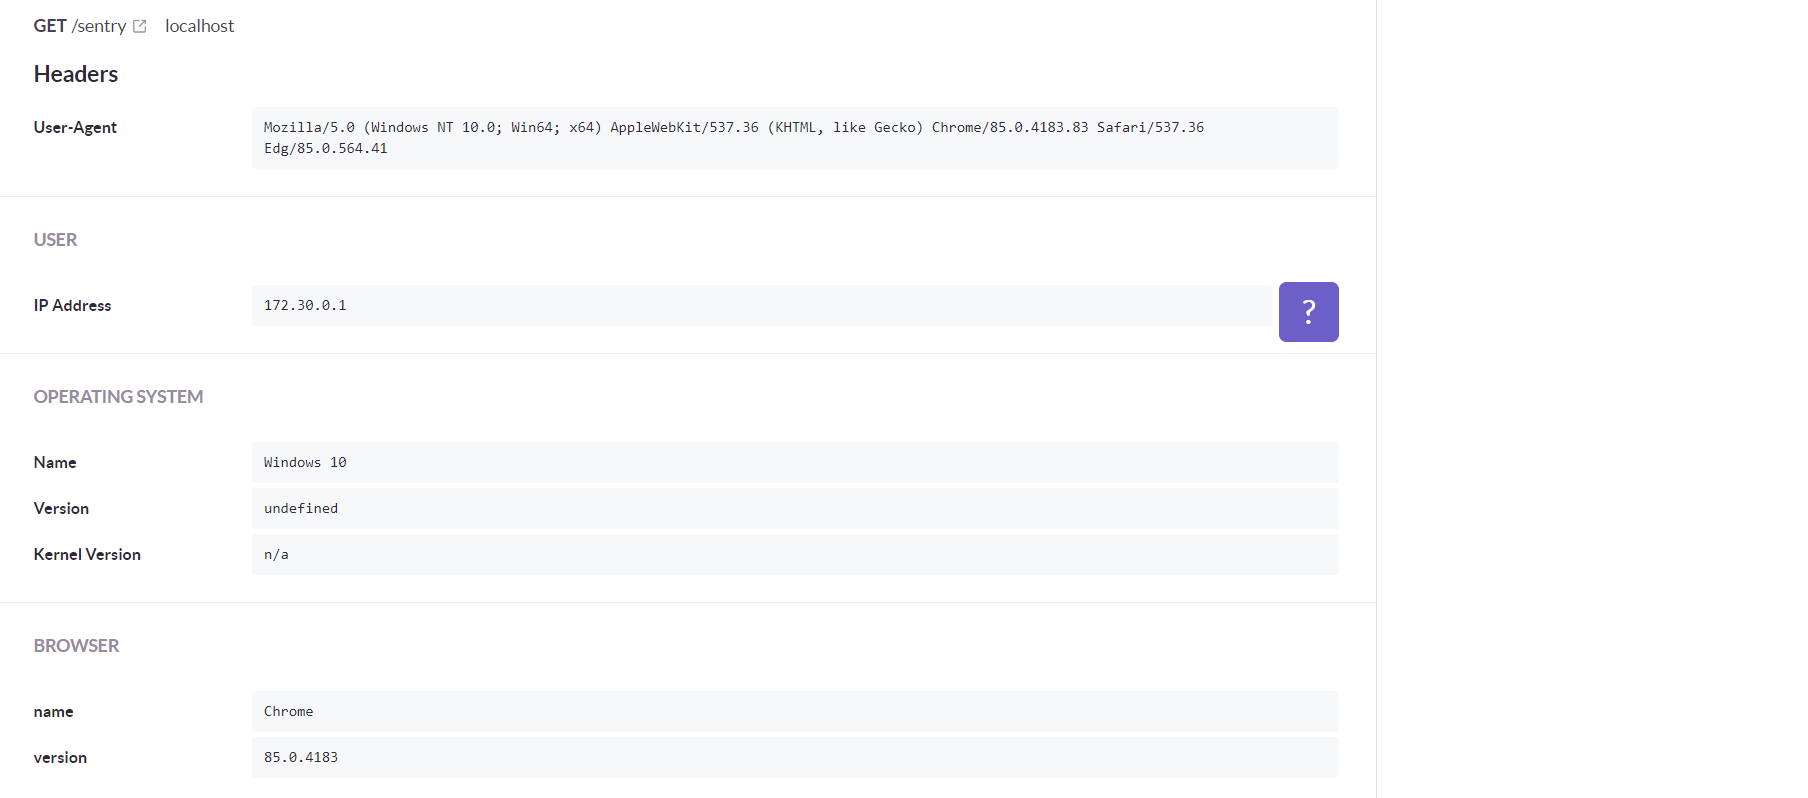 GET /sentry localhost
Headers
User-Agent
Mozilla/5.0 (Windows NT 10.0; Win64; x64) AppleWebKit/537.36 (KHTML, like Gecko) Chrome/85.0.4183.83 Safari/537.36
Edg/85.0.564.41
USER
IP Address
172.30.0.1
?
OPERATING SYSTEM
Name
Windows 10
Version
undefined
Kernel Version
n/a
BROWSER
name
Chrome
version
85.0.4183